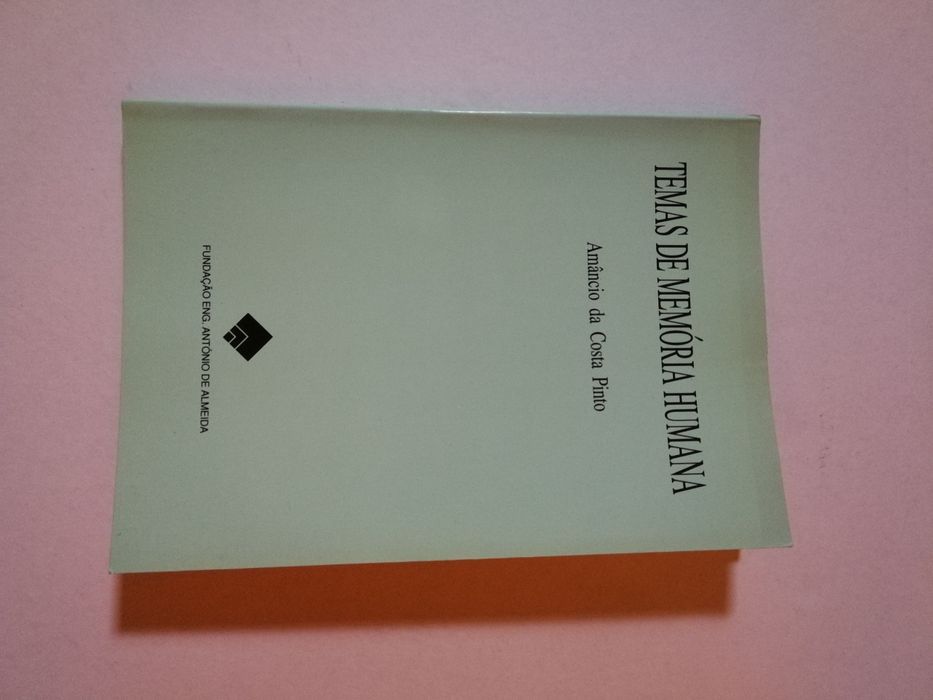 TEMAS DE MEMÓRIA HUMANA
Amâncio da Costa Pinto
FUNDAÇÃO ENG. ANTÓNIO DE ALMEIDA